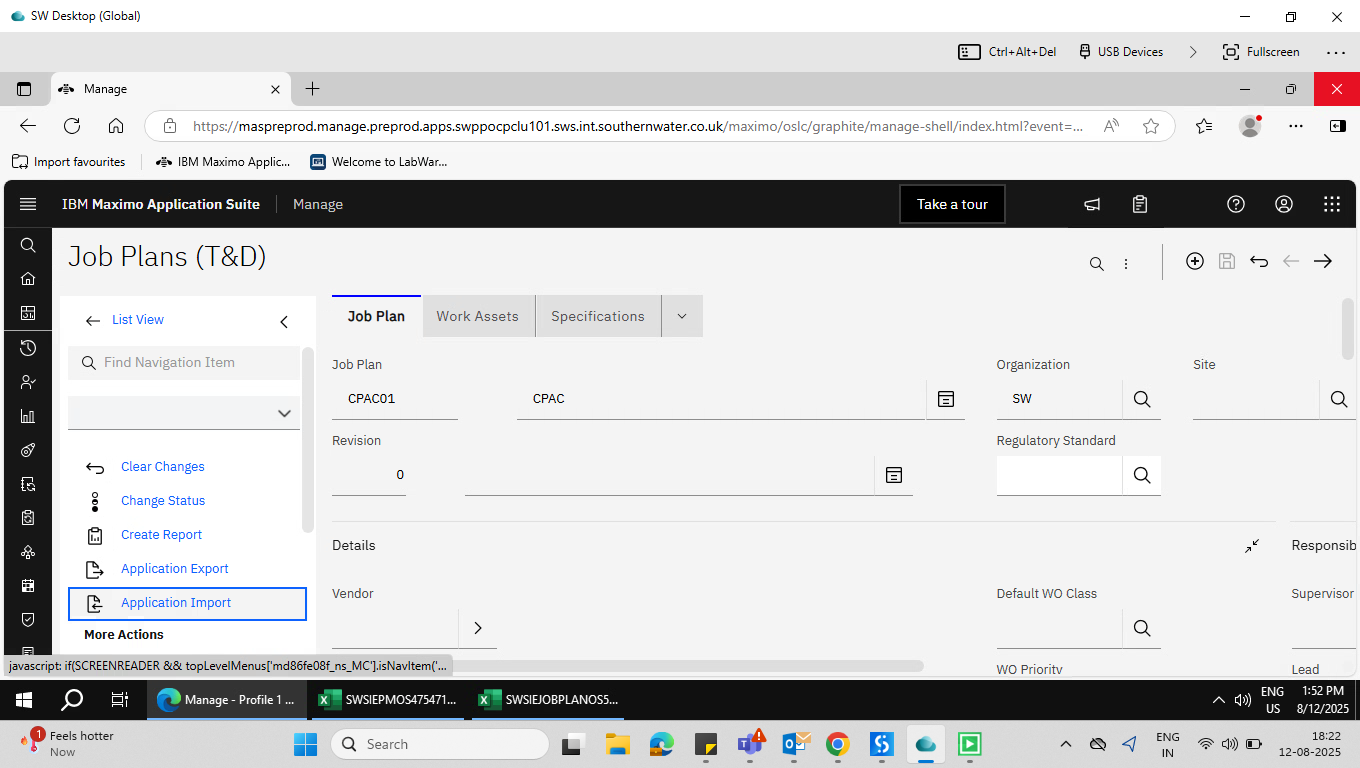 SW Desktop (Global)
Ctrl+Alt+Del
USB Devices
Fullscreen
Manage
https://maspreprod.manage.preprod.apps.swppocpclu101.sws.int.southernwater.co.uk/maximo/oslc/graphite/manage-shell/index.html?event=...
Import favourites
IBM Maximo Applic...
Welcome to LabWar...
IBM Maximo Application Suite
Manage
Take a tour
Job Plans (T&D)
List View
Find Navigation Item
Clear Changes
Change Status
Create Report
Application Export
Application Import
More Actions
Job Plan
Work Assets
Specifications
Job Plan
Organization
Site
CPAC01
CPAC
SW
Revision
Regulatory Standard
0
Details
Responsib
Vendor
Default WO Class
Supervisor
WO Priority
Lead
javascript: if(SCREENREADER && topLevelMenus['md86fe08f_ns_MC'].isNavItem('...
Manage - Profile 1 ...
SWSIEPMOS475471...
SWSIEJOBPLANOS5...
ENG
US
1:52 PM
8/12/2025
1
Feels hotter
Now
Search
ENG
IN
18:22
12-08-2025